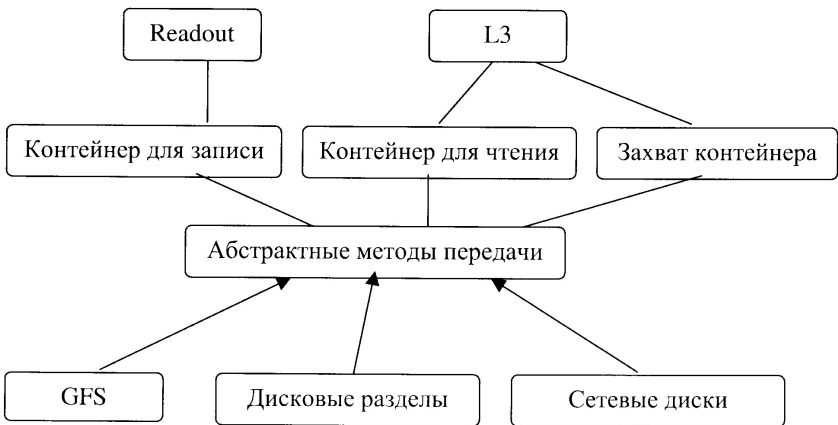 Readout
L3
Контейнер для записи
Контейнер для чтения
Захват контейнера
Абстрактные методы передачи
GFS
Дисковые разделы
Сетевые диски